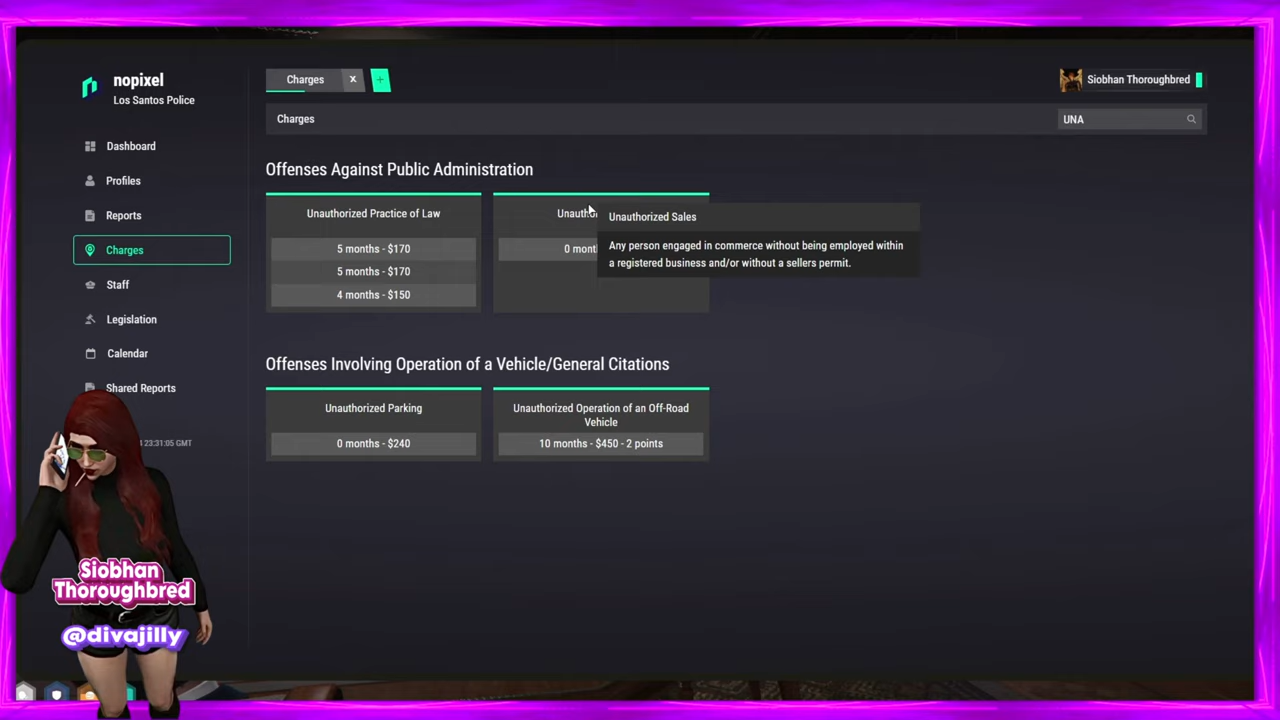 nopixel
Los Santos Police
Charges x +
Siobhan Thoroughbred
Charges
UNA
Dashboard
Profiles
Reports
Charges
Staff
Legislation
Calendar
Shared Reports
23:31:05 GMT
Offenses Against Public Administration
Unauthorized Practice of Law
5 months - $170
5 months - $170
4 months - $150
Unauthorized Sales
Any person engaged in commerce without being employed within
a registered business and/or without a sellers permit.
Offenses Involving Operation of a Vehicle/General Citations
Unauthorized Parking
0 months - $240
Unauthorized Operation of an Off-Road
Vehicle
10 months - $450 - 2 points
Siobhan
Thoroughbred
@divajilly